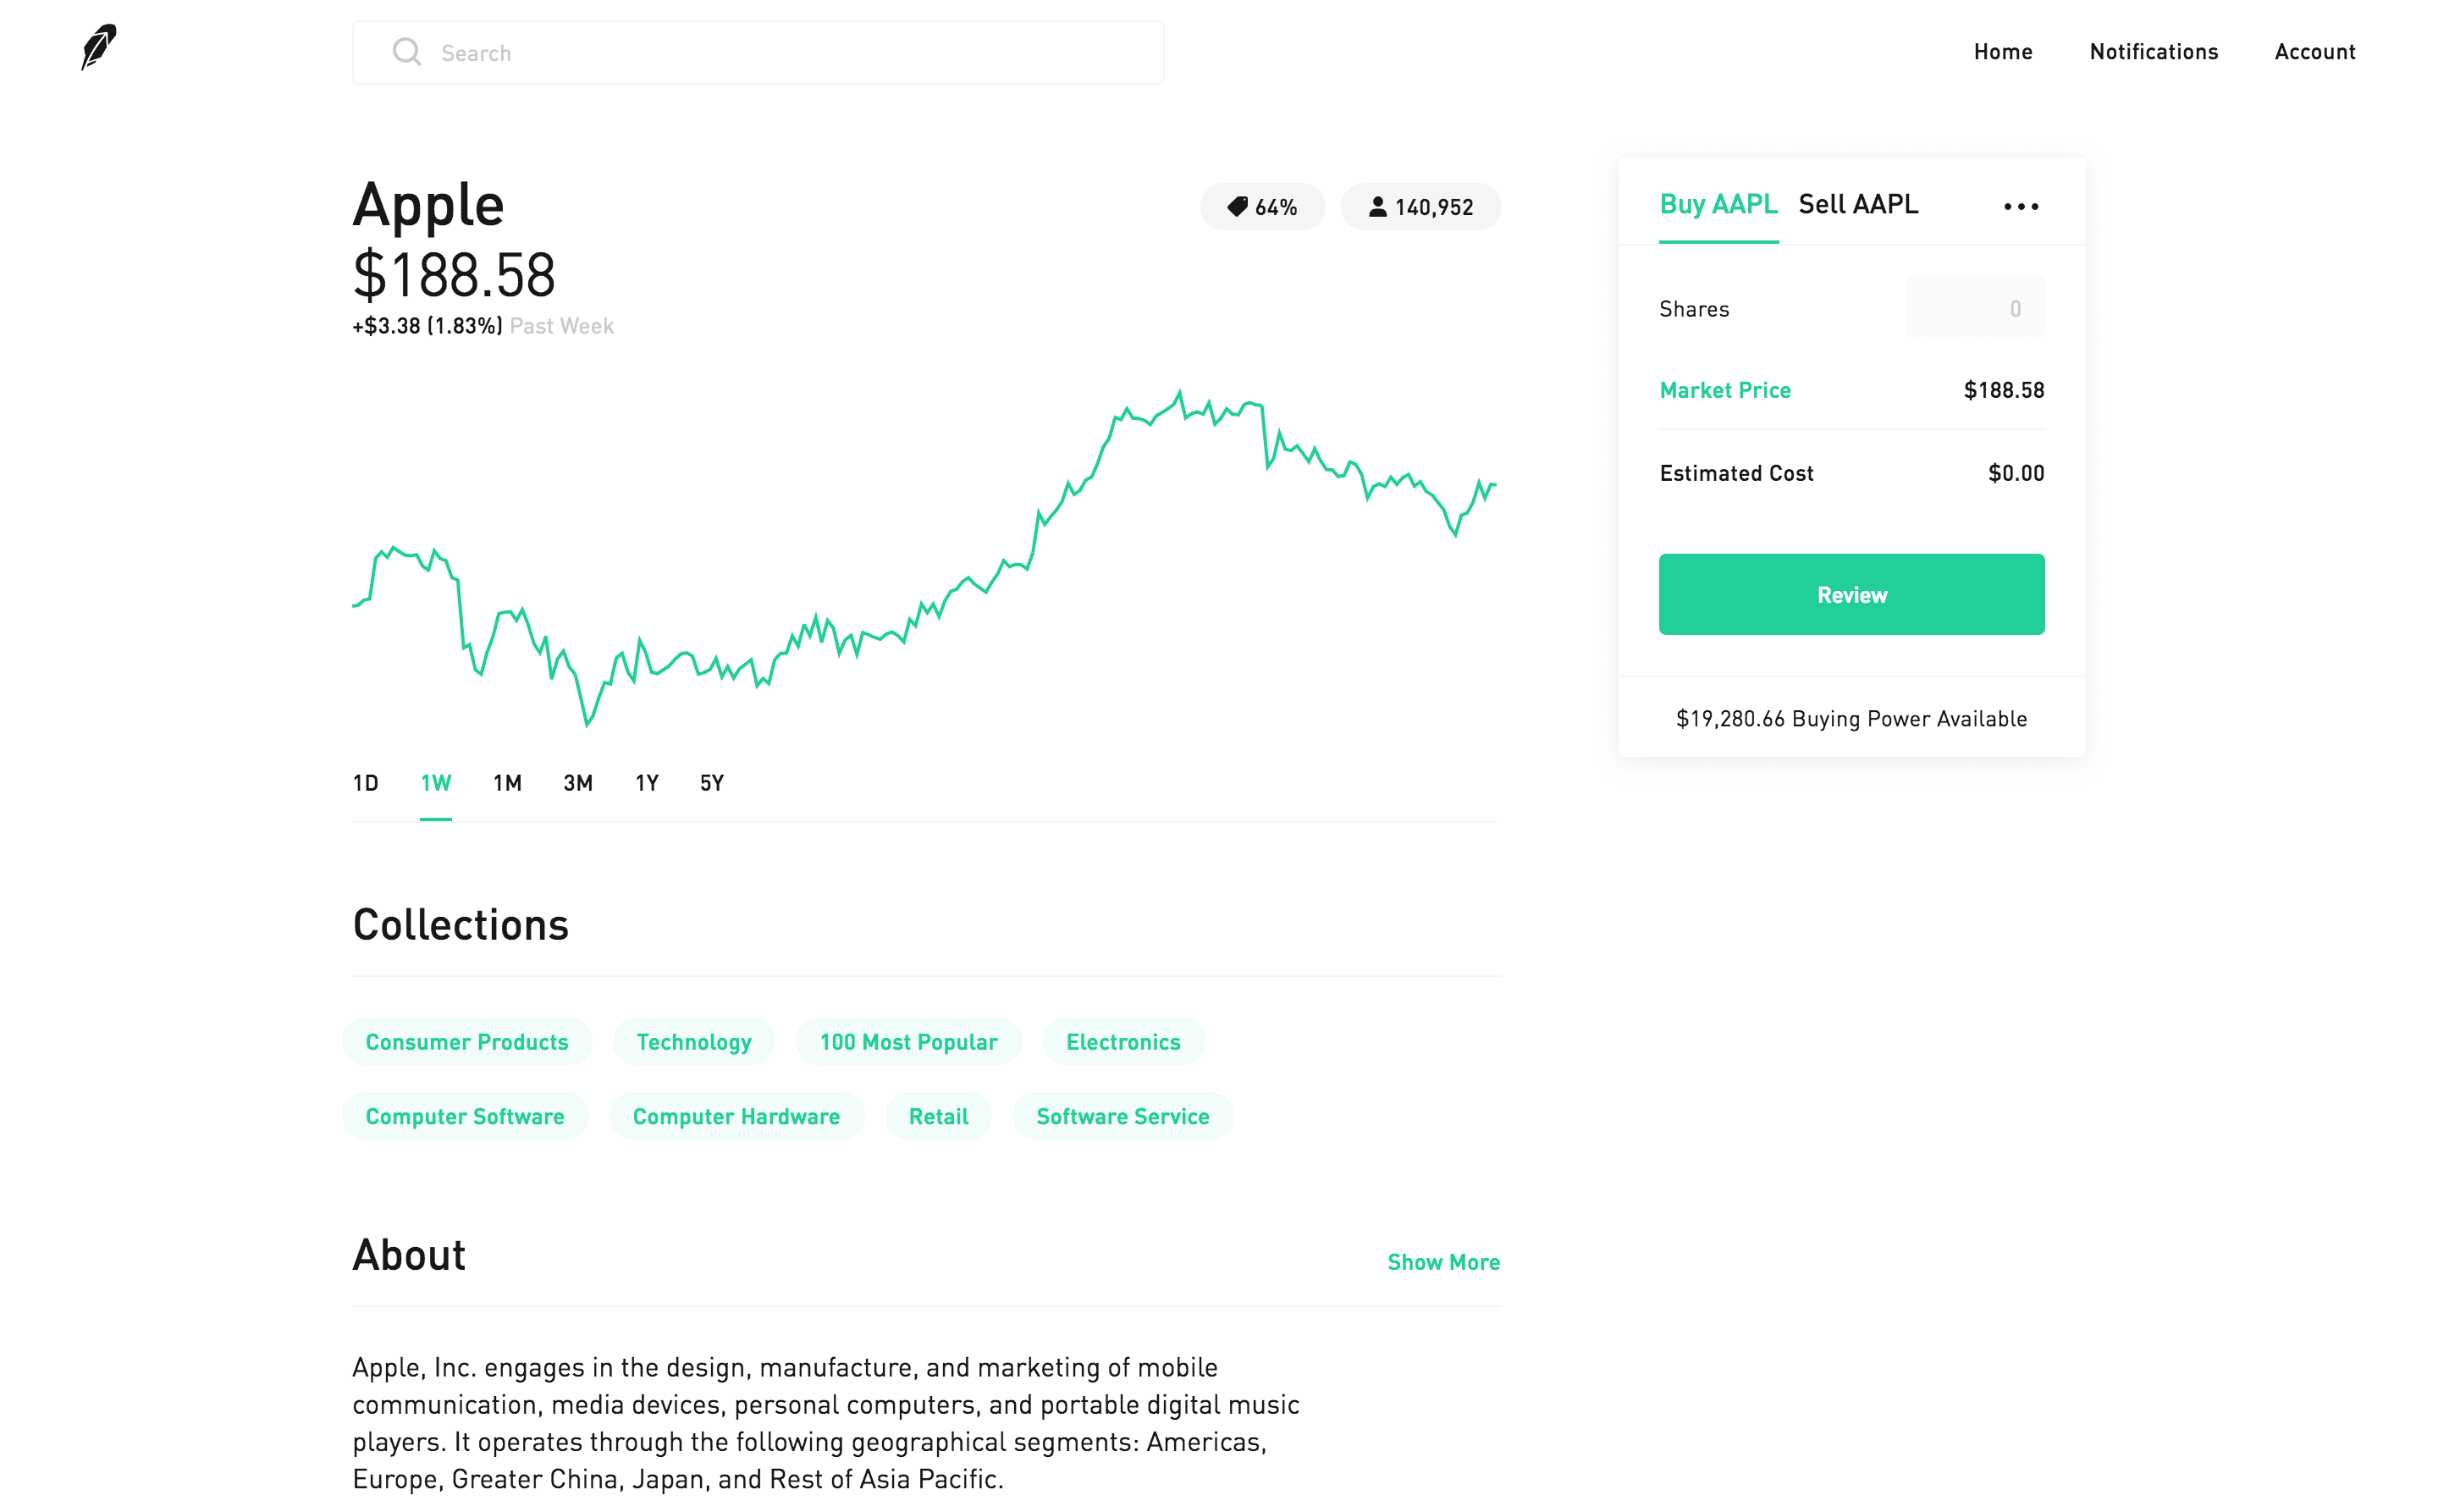 Search
Home Notifications Account
Apple
64% 140,952
$188.58
+$3.38 (1.83%) Past Week
Buy AAPL Sell AAPL
Shares 0
Market Price $188.58
Estimated Cost $0.00
Review
$19,280.66 Buying Power Available
1D 1W 1M 3M 1Y 5Y
Collections
Consumer Products Technology 100 Most Popular Electronics
Computer Software Computer Hardware Retail Software Service
About Show More
Apple, Inc. engages in the design, manufacture, and marketing of mobile
communication, media devices, personal computers, and portable digital music
players. It operates through the following geographical segments: Americas,
Europe, Greater China, Japan, and Rest of Asia Pacific.